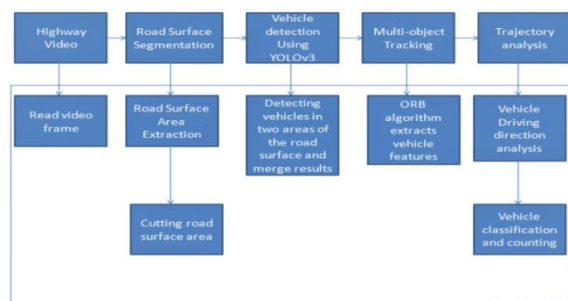 Highway
Video
Road Surface
Segmentation
Vehicle
detection
Using
YOLOv3
Multi-object
Tracking
Trajectory
analysis
Read video
frame
Road Surface
Area
Extraction
Detecting
vehicles in
two areas of
the road
surface and
merge results
ORB
algorithm
extracts
vehicle
features
Vehicle
Driving direction
analysis
Cutting road
surface area
Vehicle
classification
and counting